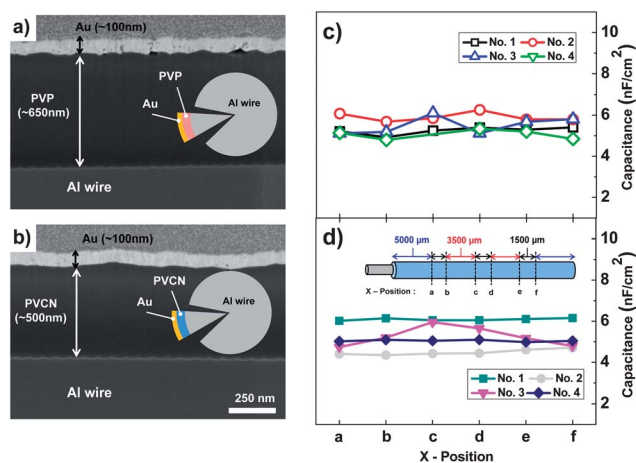 a)
Au (~100nm)
PVP
(~650nm)
PVP
Au
Al wire
Al wire
b)
Au (~100nm)
PVCN
(~500nm)
PVCN
Au
Al wire
Al wire
250 nm
c)
No. 1
No. 2
No. 3
No. 4
10
8
6
4
2
Capacitance (nF/cm²)
d)
5000 μm
3500 μm
1500 μm
X – Position :
a
b
c
d
e
f
No. 1
No. 2
No. 3
No. 4
10
8
6
4
2
Capacitance (nF/cm²)
a
b
c
d
e
f
X - Position